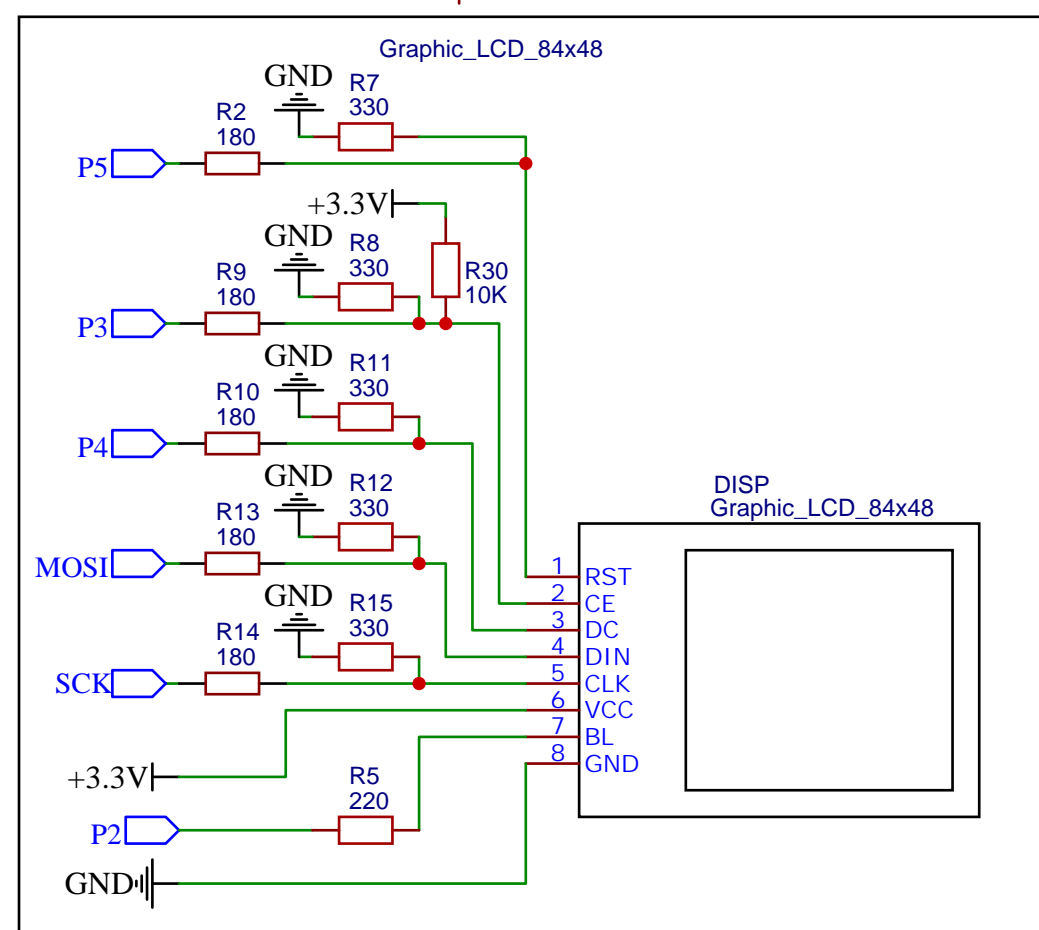 Graphic_LCD_84x48
GND
R7
330
R2
180
P5
+3.3V
GND
R8
330
R30
10K
R9
180
P3
GND
R11
330
R10
180
P4
GND
R12
330
R13
180
MOSI
GND
R15
330
R14
180
SCK
DISP
Graphic_LCD_84x48
1 RST
2 CE
3 DC
4 DIN
5 CLK
6 VCC
7 BL
8 GND
+3.3V
R5
220
P2
GND